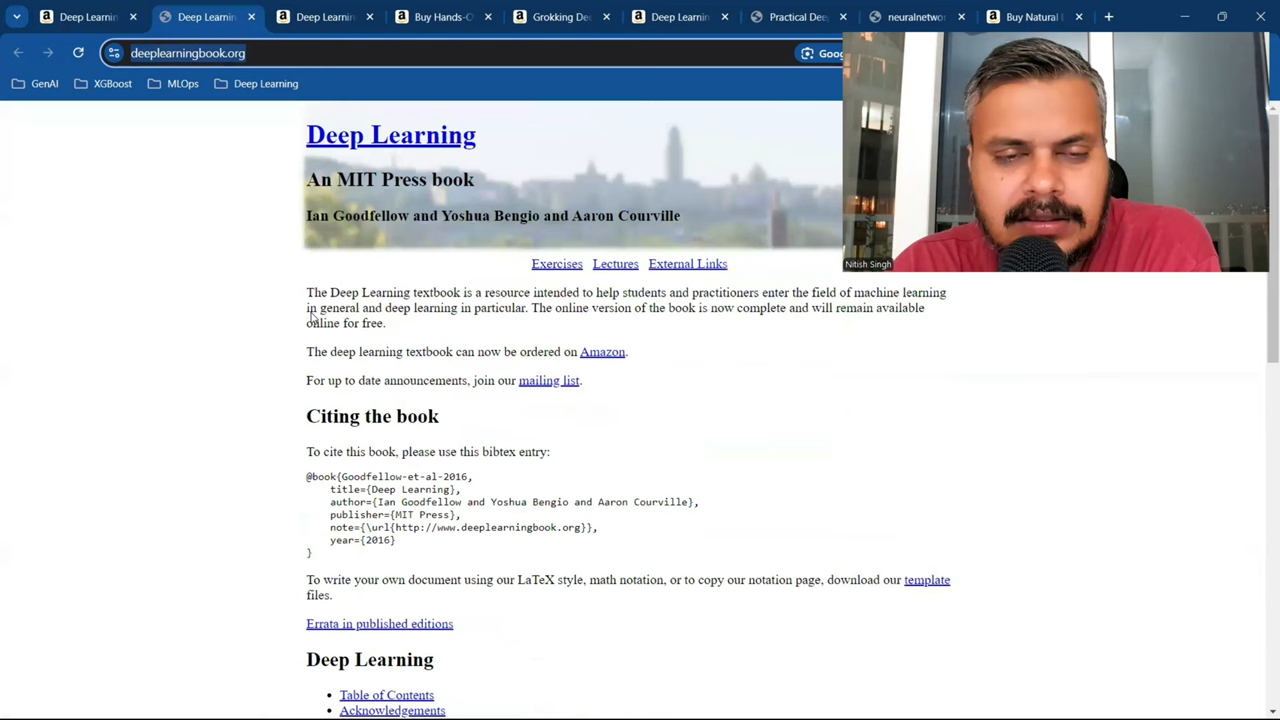 Deep Learnin
Deep Learnin
Deep Learnin
Buy Hands-O
Grokking De
Deep Learnin
Practical Dee
neuralnetwor
Buy Natural
deeplearningbook.org
Goog
GenAI
XGBoost
MLOps
Deep Learning
Deep Learning
An MIT Press book
Ian Goodfellow and Yoshua Bengio and Aaron Courville
Nitish Singh
Exercises Lectures External Links
The Deep Learning textbook is a resource intended to help students and practitioners enter the field of machine learning
in general and deep learning in particular. The online version of the book is now complete and will remain available
online for free.
The deep learning textbook can now be ordered on Amazon.
For up to date announcements, join our mailing list.
Citing the book
To cite this book, please use this bibtex entry:
@book{Goodfellow-et-al-2016,
title={Deep Learning},
author={Ian Goodfellow and Yoshua Bengio and Aaron Courville},
publisher={MIT Press},
note={\url{http://www.deeplearningbook.org}},
year={2016}
}
To write your own document using our LaTeX style, math notation, or to copy our notation page, download our template
files.
Errata in published editions
Deep Learning
Table of Contents
Acknowledgements